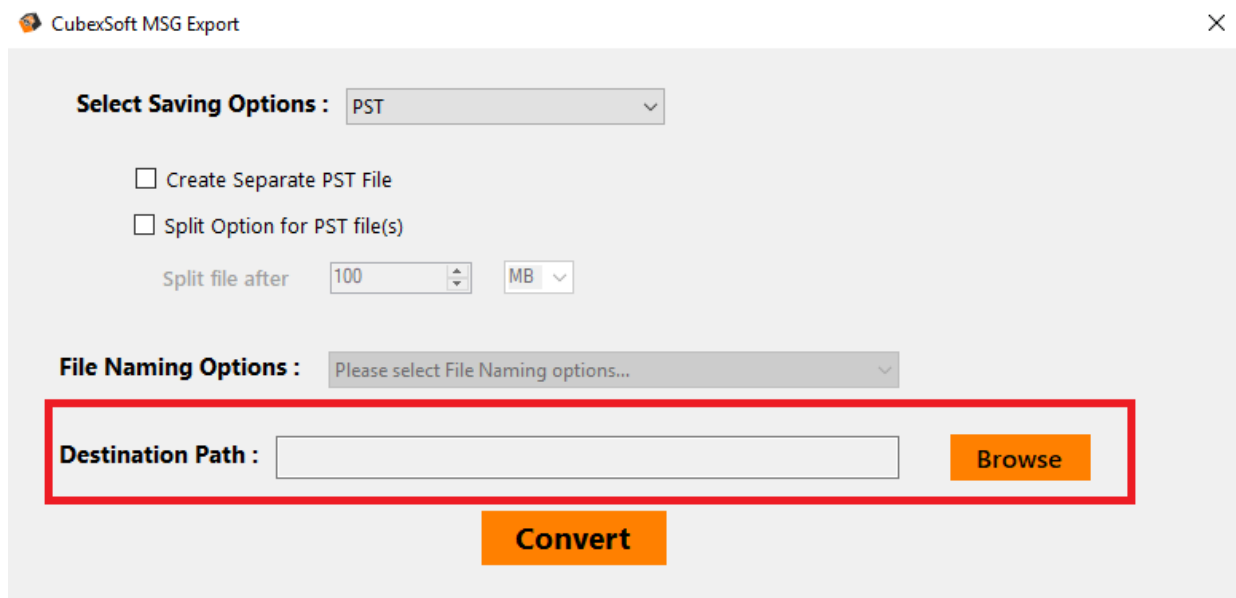 CubexSoft MSG Export
Select Saving Options : PST
Create Separate PST File
Split Option for PST file(s)
Split file after 100 MB
File Naming Options : Please select File Naming options...
Destination Path : Browse
Convert